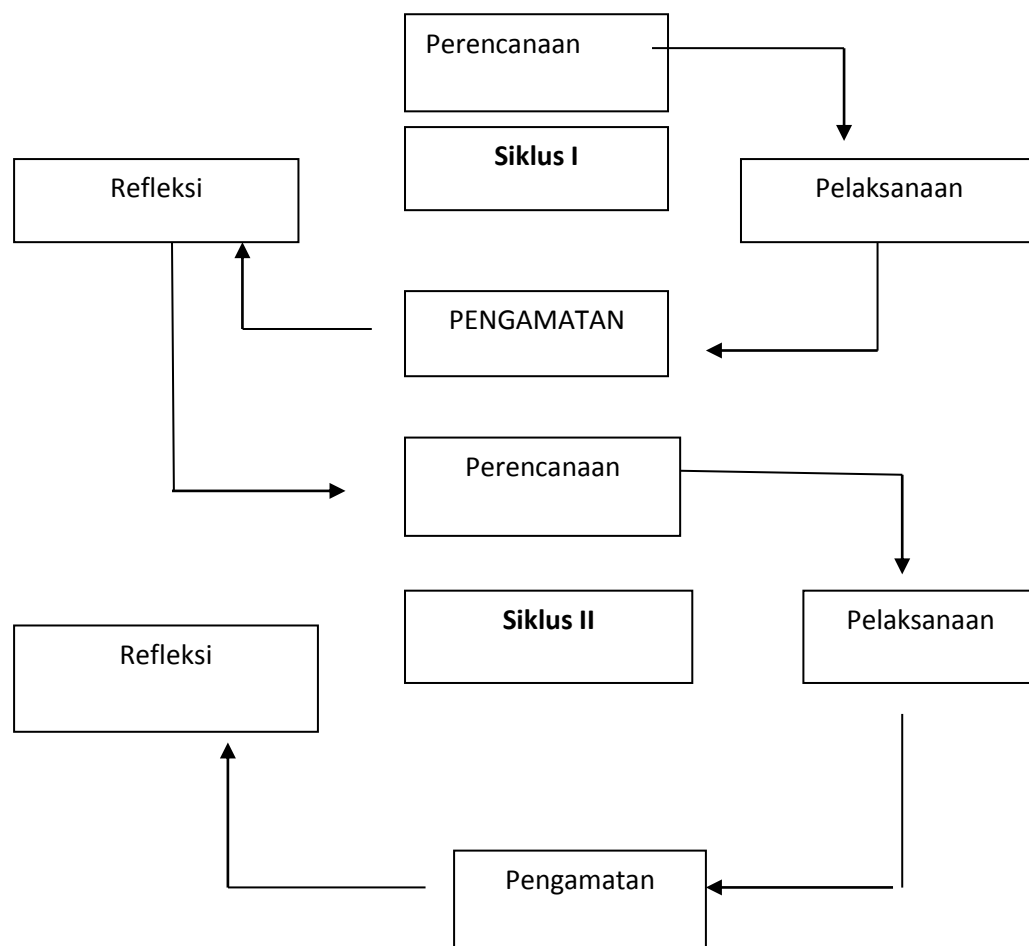 Perencanaan
Siklus I
Refleksi
Pelaksanaan
PENGAMATAN
Perencanaan
Siklus II
Pelaksanaan
Refleksi
Pengamatan